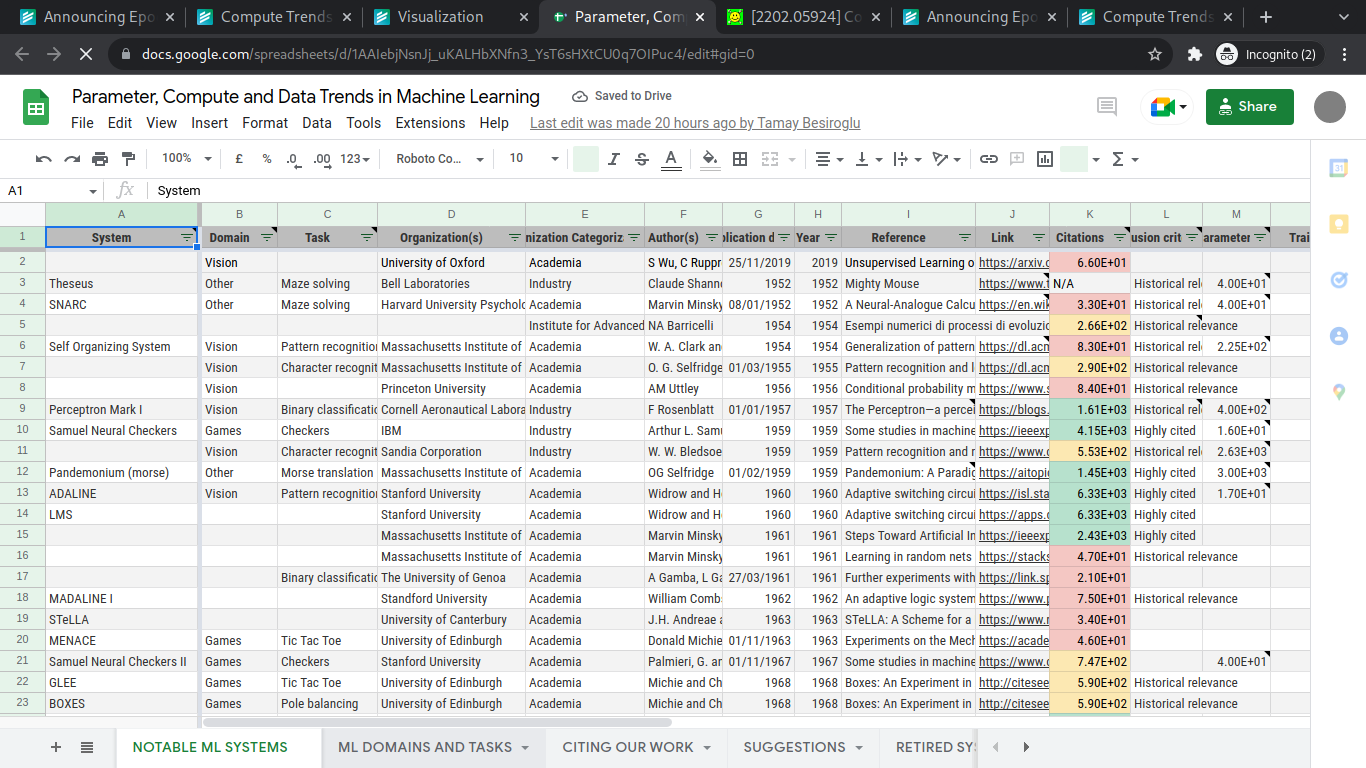 Announcing Epo
Compute Trends
Visualization
Parameter, Com
[2202.05924] Co
Announcing Epo
Compute Trends
docs.google.com/spreadsheets/d/1AAIebjNsnJj_uKALHbXNfn3_YsT6sHXtCU0q7OIPuc4/edit#gid=0
Incognito (2)
Parameter, Compute and Data Trends in Machine Learning
Saved to Drive
File Edit View Insert Format Data Tools Extensions Help Last edit was made 20 hours ago by Tamay Besiroglu
Share
100% £ % .0 .00 123 Roboto Co... 10
A1 fx System
A B C D E F G H I J K L M
1 System Domain Task Organization(s) nization Categoriz Author(s) blication d Year Reference Link Citations usion crit arameter Trai
2 Vision University of Oxford Academia S Wu, C Ruppr 25/11/2019 2019 Unsupervised Learning o https://arxiv.o 6.60E+01
3 Theseus Other Maze solving Bell Laboratories Industry Claude Shann 1952 1952 Mighty Mouse https://www.t N/A Historical rel 4.00E+01
4 SNARC Other Maze solving Harvard University Psycholo Academia Marvin Minsky 08/01/1952 1952 A Neural-Analogue Calcu https://en.wik 3.30E+01 Historical rel 4.00E+01
5 Institute for Advanced NA Barricelli 1954 1954 Esempi numerici di processi di evoluzio 2.66E+02 Historical relevance
6 Self Organizing System Vision Pattern recognition Massachusetts Institute of Academia W. A. Clark an 1954 1954 Generalization of pattern https://dl.acm 8.30E+01 Historical rel 2.25E+02
7 Vision Character recognit Massachusetts Institute of Academia O. G. Selfridge 01/03/1955 1955 Pattern recognition and l https://dl.acm 2.90E+02 Historical relevance
8 Vision Princeton University Academia AM Uttley 1956 1956 Conditional probability m https://www.s 8.40E+01 Historical relevance
9 Perceptron Mark I Vision Binary classificatio Cornell Aeronautical Labora Industry F Rosenblatt 01/01/1957 1957 The Perceptron—a percei https://blogs. 1.61E+03 Historical rel 4.00E+02
10 Samuel Neural Checkers Games Checkers IBM Industry Arthur L. Samu 1959 1959 Some studies in machine https://ieeexp 4.15E+03 Highly cited 1.60E+01
11 Vision Character recognit Sandia Corporation Industry W. W. Bledsoe 1959 1959 Pattern recognition and r https://www.c 5.53E+02 Historical rel 2.63E+03
12 Pandemonium (morse) Other Morse translation Massachusetts Institute of Academia OG Selfridge 01/02/1959 1959 Pandemonium: A Paradig https://aitopic 1.45E+03 Highly cited 3.00E+03
13 ADALINE Vision Pattern recognition Stanford University Academia Widrow and H 1960 1960 Adaptive switching circui https://isl.sta 6.33E+03 Highly cited 1.70E+01
14 LMS Stanford University Academia Widrow and H 1960 1960 Adaptive switching circui https://apps.c 6.33E+03 Highly cited
15 Massachusetts Institute of Academia Marvin Minsky 1961 1961 Steps Toward Artificial In https://ieeexp 2.43E+03 Highly cited
16 Massachusetts Institute of Academia Marvin Minsky 1961 1961 Learning in random nets https://stacks 4.70E+01 Historical relevance
17 Binary classificatio The University of Genoa Academia A Gamba, L Ga 27/03/1961 1961 Further experiments with https://link.sp 2.10E+01
18 MADALINE I Standford University Academia William Comb 1962 1962 An adaptive logic system https://www.p 7.50E+01 Historical relevance
19 STeLLA University of Canterbury Academia J.H. Andreae a 1963 1963 STeLLA: A Scheme for a https://www.r 3.40E+01
20 MENACE Games Tic Tac Toe University of Edinburgh Academia Donald Michie 01/11/1963 1963 Experiments on the Mech https://acade 4.60E+01
21 Samuel Neural Checkers II Games Checkers Stanford University Academia Palmieri, G. an 01/11/1967 1967 Some studies in machine https://www.c 7.47E+02 4.00E+01
22 GLEE Games Tic Tac Toe University of Edinburgh Academia Michie and Ch 1968 1968 Boxes: An Experiment in http://citesee 5.90E+02 Historical relevance
23 BOXES Games Pole balancing University of Edinburgh Academia Michie and Ch 1968 1968 Boxes: An Experiment in http://citesee 5.90E+02 Historical relevance
NOTABLE ML SYSTEMS ML DOMAINS AND TASKS CITING OUR WORK SUGGESTIONS RETIRED SYS